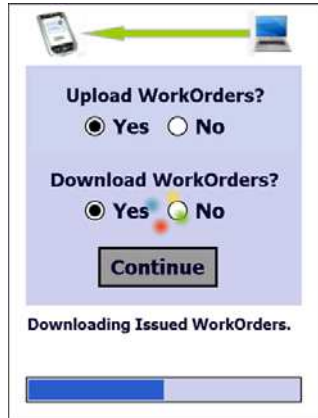 Upload WorkOrders?
Yes No
Download WorkOrders?
Yes No
Continue
Downloading Issued WorkOrders.